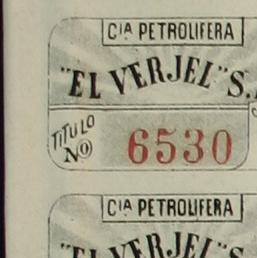 CIA PETROLIFERA
"EL VERJEL" S.
TITULO
No 6530
CIA PETROLIFERA
"EL VERJEL" S.